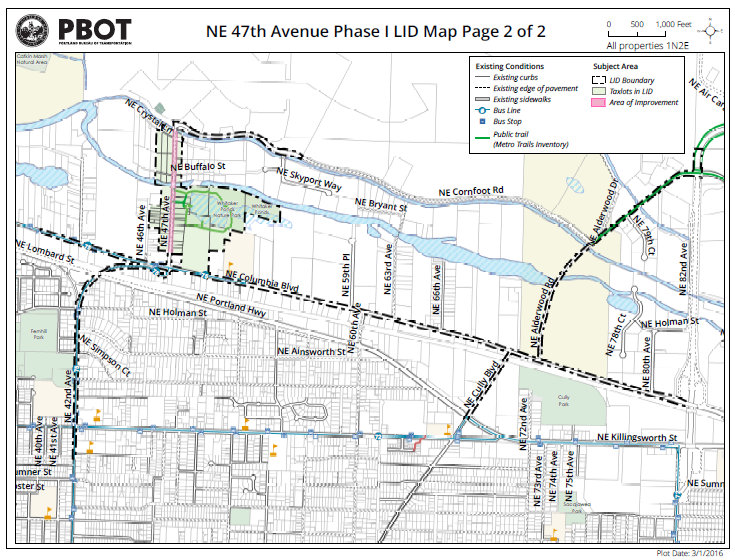 PBOT
PORTLAND BUREAU OF TRANSPORTATION
NE 47th Avenue Phase I LID Map Page 2 of 2
0 500 1,000 Feet
All properties 1N2E
Existing Conditions
Existing curbs
Existing edge of pavement
Existing sidewalks
Bus Line
Bus Stop
Public trail
(Metro Trails Inventory)
Subject Area
LID Boundary
Taxlots in LID
Area of Improvement
Catkin Marsh
Natural Area
NE Crystal Ln
NE Buffalo St
NE Skyport Way
NE Bryant St
NE Cornfoot Rd
NE Alderwood Dr
NE Air Car
NE 79th Ct
NE 82nd Ave
Whitaker
Ponds
Nature Park
Whitaker
Ponds
NE 46th Ave
NE 47th Ave
NE Lombard St
NE Columbia Blvd
NE Portland Hwy
NE 59th Pl
NE 63rd Ave
NE 66th Ave
NE Alderwood Rd
NE 78th Ct
NE Holman St
NE Holman St
NE 60th Ave
NE 80th Ave
Fernhill
Park
NE Simpson Ct
NE Ainsworth St
NE Cully Blvd
Cully
Park
NE 42nd Ave
NE 40th Ave
NE 41st Ave
72
NE 72nd Ave
NE Killingsworth St
NE 73rd Ave
NE 74th Ave
NE 75th Ave
umner St
oster St
NE Sumn
Sacajawea
Park
Plot Date: 3/1/2016